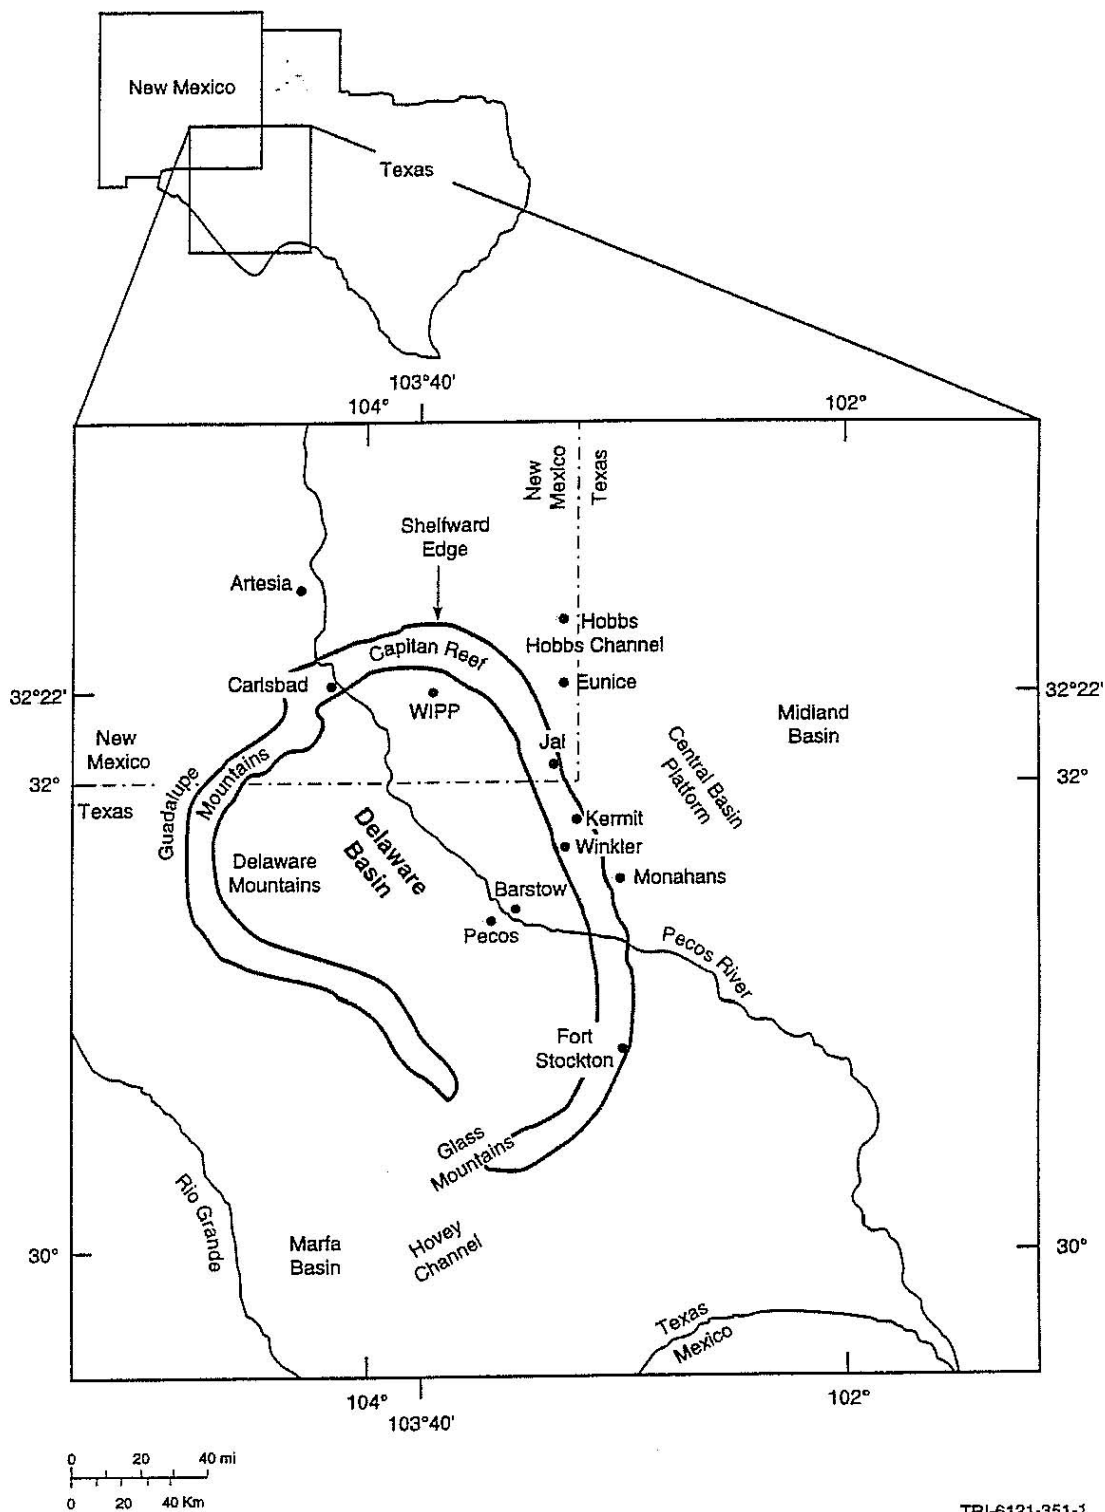 New Mexico
Texas
103°40'
104°
102°
New
Mexico
Texas
Shelfward
Edge
Artesia
Hobbs
Hobbs Channel
Capitan Reef
Carlsbad
Eunice
32°22'
32°22'
WIPP
Midland
Basin
New
Mexico
Jal
Central Basin
Platform
Guadalupe
Mountains
32°
32°
Texas
Kermit
Winkler
Delaware
Basin
Delaware
Mountains
Monahans
Barstow
Pecos
Pecos River
Fort
Stockton
Glass
Mountains
Rio Grande
Hovey
Channel
Marfa
Basin
30°
30°
Texas
Mexico
104°
103°40'
102°
0 20 40 mi
0 20 40 Km
TRI-6121-351-1